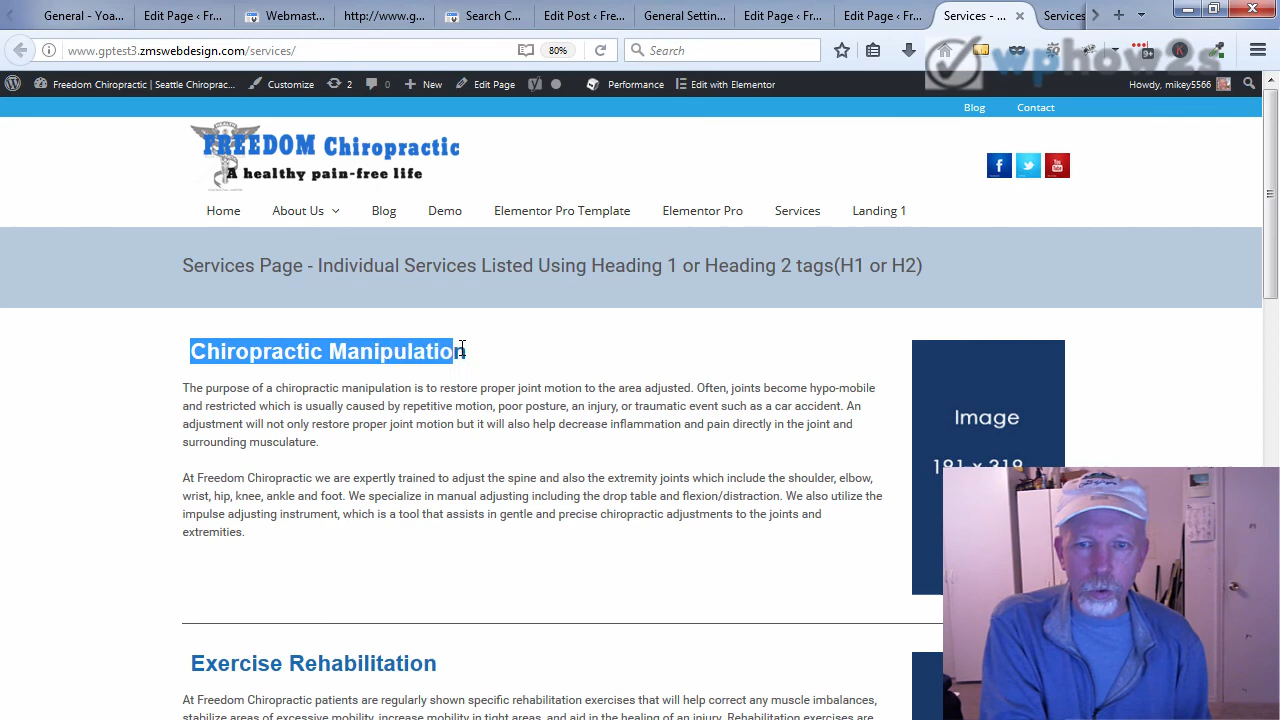 General - Yoa...
Edit Page ‹ Fr...
Webmast...
http://www.g...
Search C...
Edit Post ‹ Fre...
General Settin...
Edit Page ‹ Fr...
Edit Page ‹ Fr...
Services - ...
Services
www.gptest3.zmswebdesign.com/services/
80%
Search
9+
wphow2s
Freedom Chiropractic | Seattle Chiroprac...
Customize
2
0
New
Edit Page
Performance
Edit with Elementor
Howdy, mikey5566
Blog
Contact
FREEDOM Chiropractic
A healthy pain-free life
Home
About Us
Blog
Demo
Elementor Pro Template
Elementor Pro
Services
Landing 1
Services Page - Individual Services Listed Using Heading 1 or Heading 2 tags(H1 or H2)
Chiropractic Manipulation
The purpose of a chiropractic manipulation is to restore proper joint motion to the area adjusted. Often, joints become hypo-mobile
and restricted which is usually caused by repetitive motion, poor posture, an injury, or traumatic event such as a car accident. An
adjustment will not only restore proper joint motion but it will also help decrease inflammation and pain directly in the joint and
surrounding musculature.
At Freedom Chiropractic we are expertly trained to adjust the spine and also the extremity joints which include the shoulder, elbow,
wrist, hip, knee, ankle and foot. We specialize in manual adjusting including the drop table and flexion/distraction. We also utilize the
impulse adjusting instrument, which is a tool that assists in gentle and precise chiropractic adjustments to the joints and
extremities.
Image
191 x 319
Exercise Rehabilitation
At Freedom Chiropractic patients are regularly shown specific rehabilitation exercises that will help correct any muscle imbalances,
stabilize areas of excessive mobility, increase mobility in tight areas, and aid in the healing of an injury. Rehabilitation exercises are